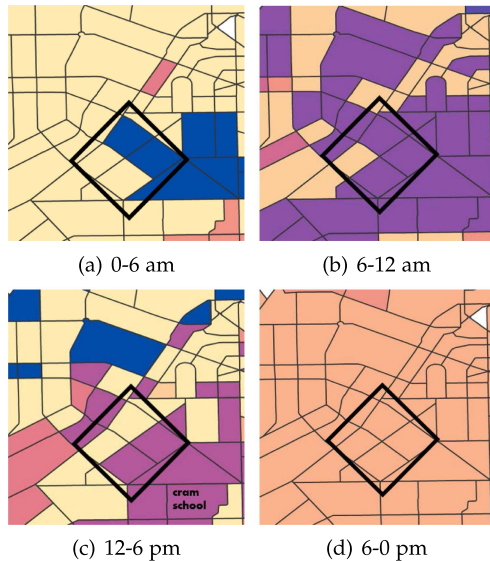 (a) 0-6 am
(b) 6-12 am
cram
school
(c) 12-6 pm
(d) 6-0 pm